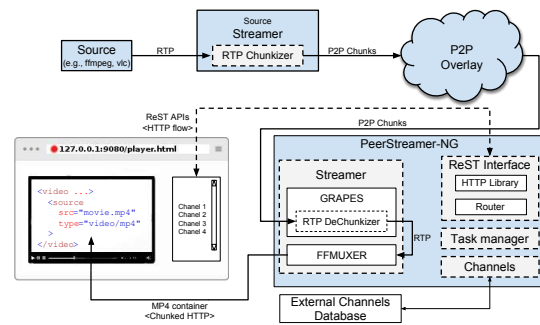 Source
(e.g., ffmpeg, vlc)
RTP
Source
Streamer
RTP Chunkizer
P2P Chunks
P2P
Overlay
ReST APIs
<HTTP flow>
P2P Chunks
127.0.0.1:9080/player.html
<video ...>
<source
src="movie.mp4"
type="video/mp4"
>
</video>
Chanel 1
Chanel 2
Chanel 3
Chanel 4
PeerStreamer-NG
Streamer
GRAPES
RTP DeChunkizer
RTP
FFMUXER
ReST Interface
HTTP Library
Router
Task manager
Channels
MP4 container
<Chunked HTTP>
External Channels
Database